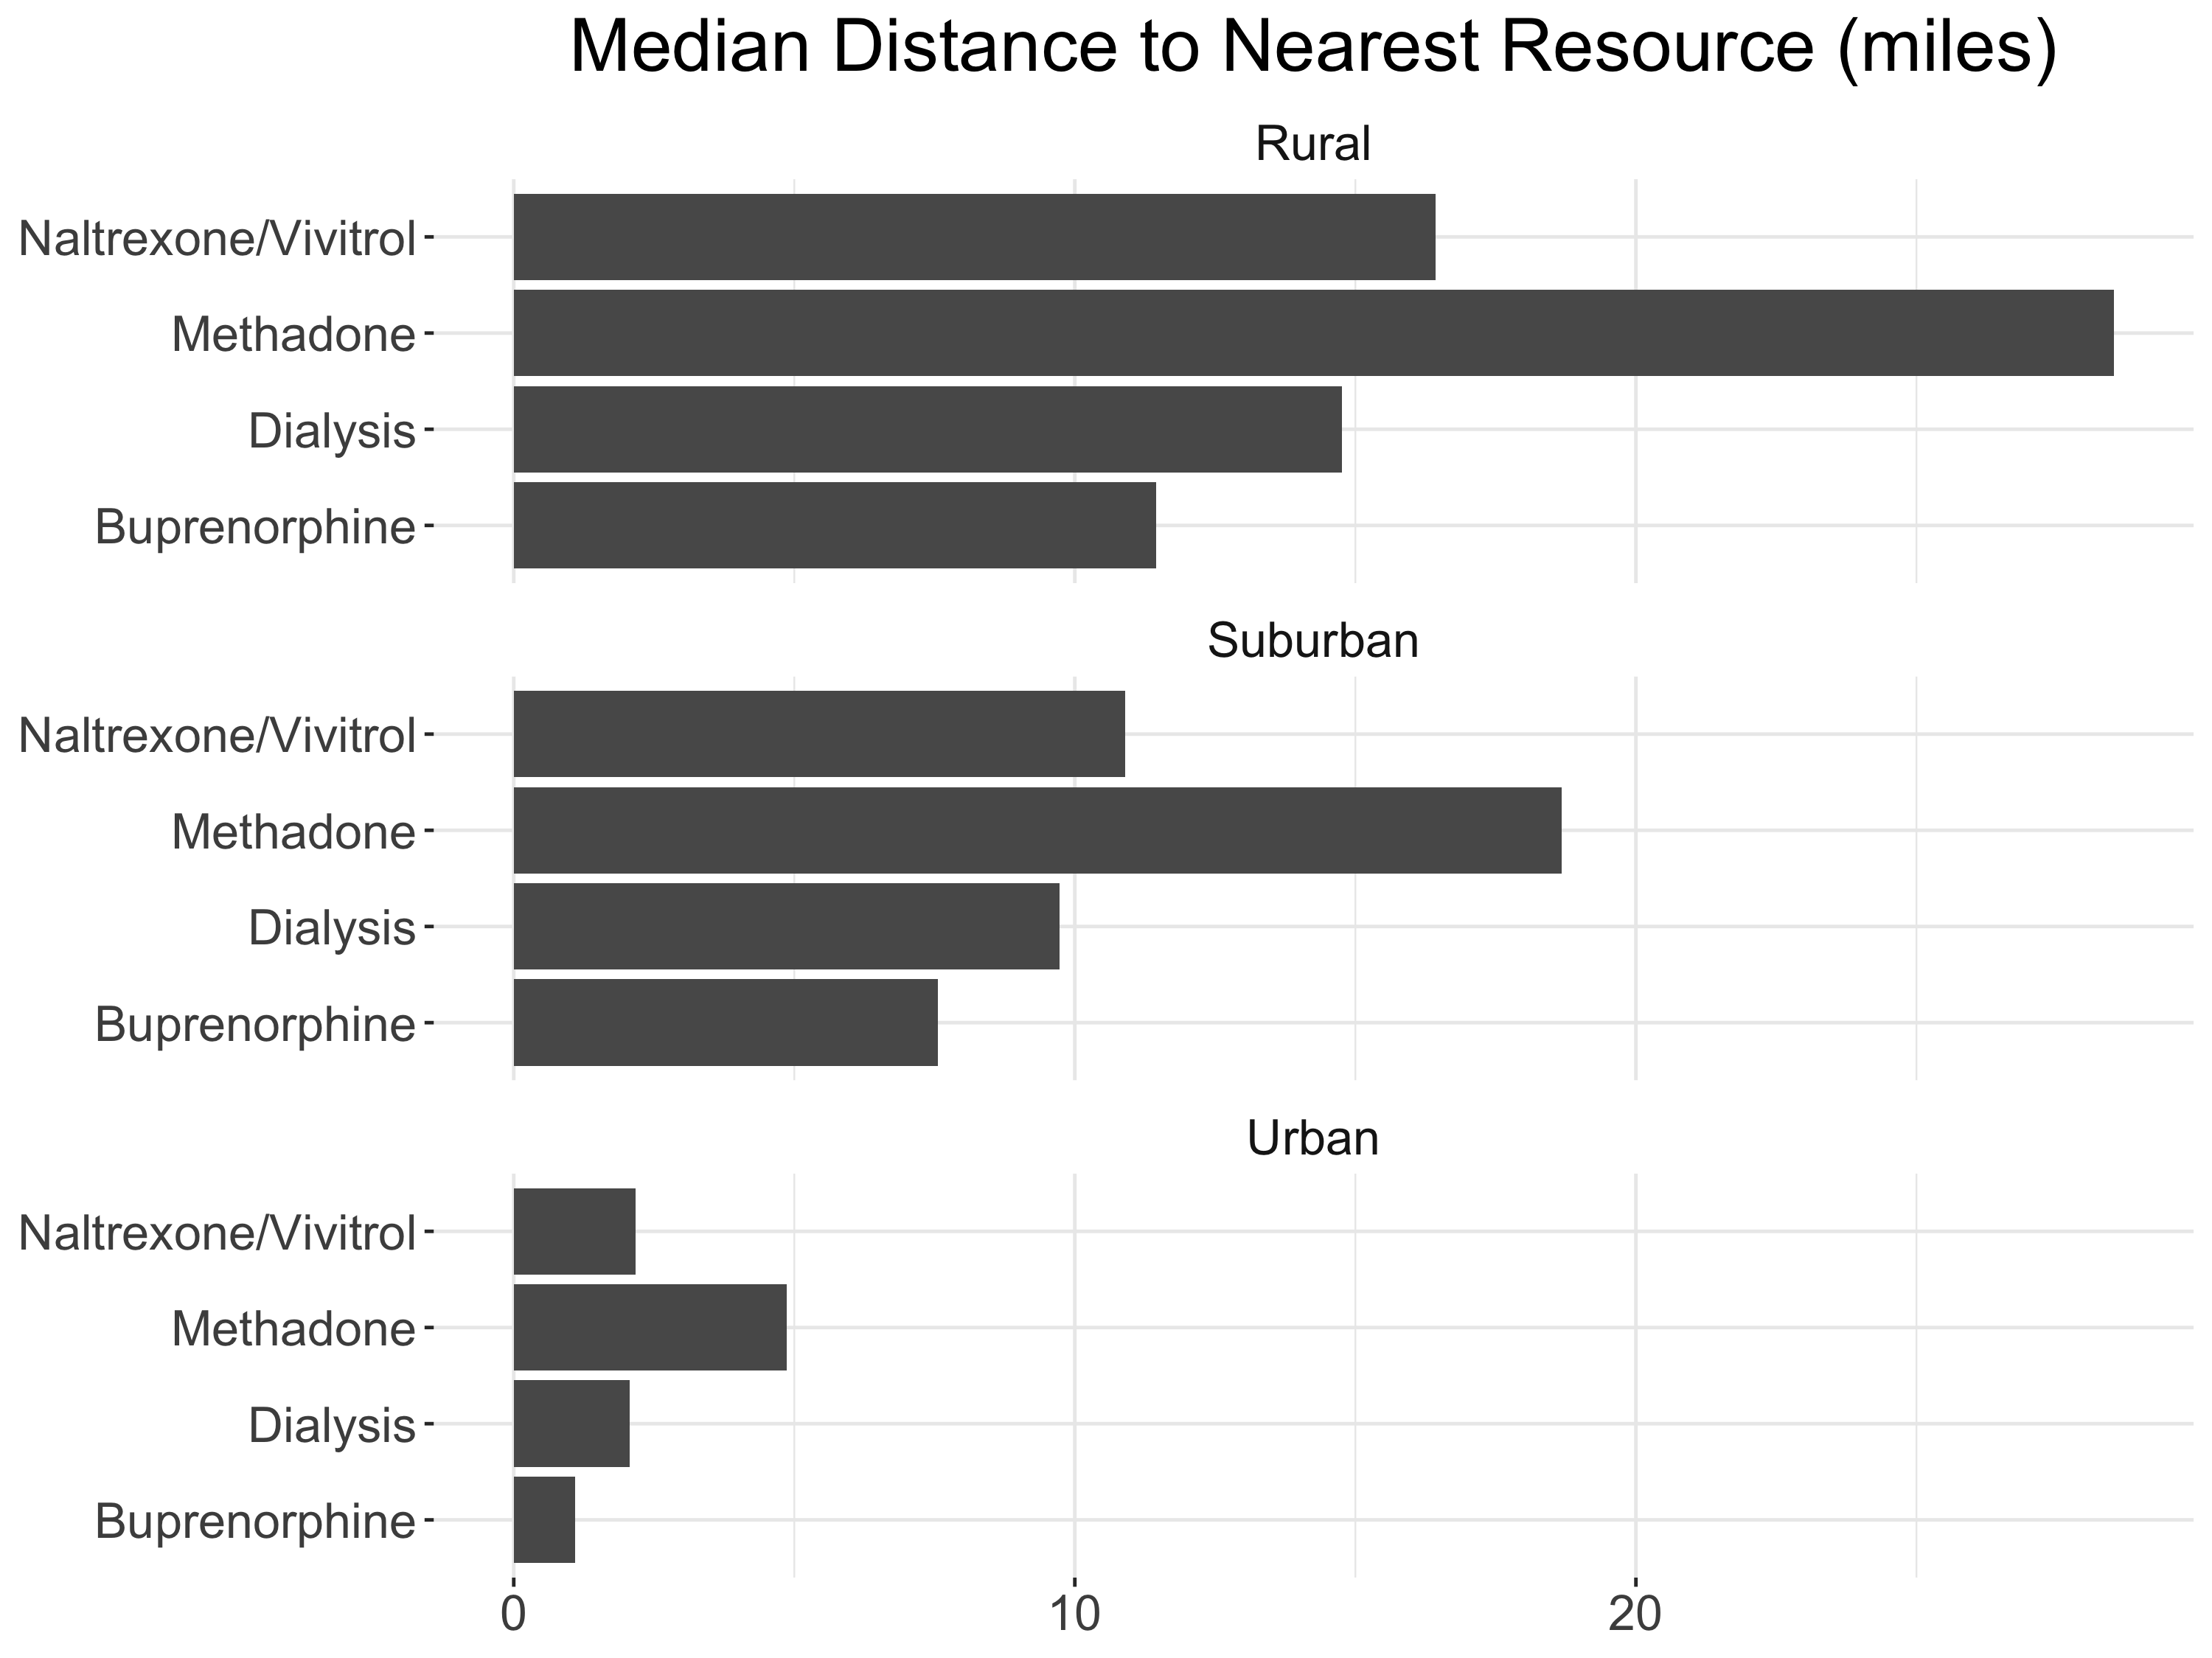 Median Distance to Nearest Resource (miles)
Rural
Naltrexone/Vivitrol
Methadone
Dialysis
Buprenorphine
Suburban
Naltrexone/Vivitrol
Methadone
Dialysis
Buprenorphine
Urban
Naltrexone/Vivitrol
Methadone
Dialysis
Buprenorphine
0 10 20